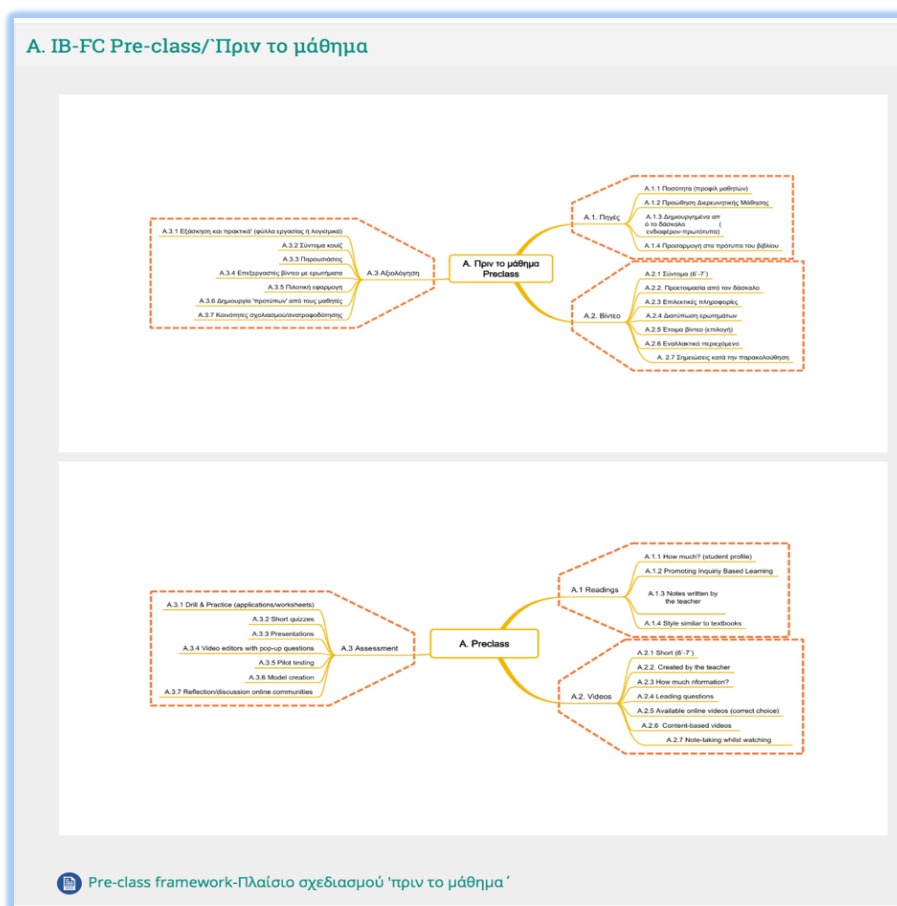 A. IB-FC Pre-class/`Πριν το μάθημα
Α. Πριν το μάθημα
Preclass
Α.1. Πηγές
Α.1.1 Ποσότητα (προφίλ μαθητών)
Α.1.2 Προώθηση Διερευνητικής Μάθησης
Α.1.3 Δημιουργημένα απ
ό το δάσκαλο (
ενδιαφέρον-πρωτότυπα)
Α.1.4 Προσαρμογή στα πρότυπα του βιβλίου
Α.2. Βίντεο
Α.2.1 Σύντομα (6΄-7΄)
Α.2.2. Προετοιμασία από τον δάσκαλο
Α.2.3 Επιλεκτικές πληροφορίες
Α.2.4 Διατύπωση ερωτημάτων
Α.2.5 Έτοιμα βίντεο (επιλογή)
Α.2.6 Εναλλακτικό περιεχόμενο
Α. 2.7 Σημειώσεις κατά την παρακολούθηση
Α.3 Αξιολόγηση
Α.3.1 Εξάσκηση και πρακτικά' (φύλλα εργασίας ή λογισμικά)
Α.3.2 Σύντομα κουίζ
Α.3.3 Παρουσιάσεις
Α.3.4 Επεξεργαστές βίντεο με ερωτήματα
Α.3.5 Πιλοτική εφαρμογή
Α.3.6 Δημιουργία 'προτύπων' από τους μαθητές
Α.3.7 Κοινότητες σχολιασμού/ανατροφοδότησης
A. Preclass
A.1 Readings
A.1.1 How much? (student profile)
A.1.2 Promoting Inquiriy Based Learning
A.1.3 Notes written by
the teacher
A.1.4 Style similar to textbooks
A.2. Videos
A.2.1 Short (6΄-7΄)
A.2.2. Created by the teacher
A.2.3 How much nformation?
A.2.4 Leading questions
A.2.5 Available online videos (correct choice)
A.2.6 Content-based videos
A.2.7 Note-taking whilst watching
A.3 Assessment
A.3.1 Drill & Practice (applications/worksheets)
A.3.2 Short quizzes
A.3.3 Presentations
A.3.4 Video editors with pop-up questions
A.3.5 Pilot testing
A.3.6 Model creation
A.3.7 Reflection/discussion online communities
Pre-class framework-Πλαίσιο σχεδιασμού 'πριν το μάθημα΄